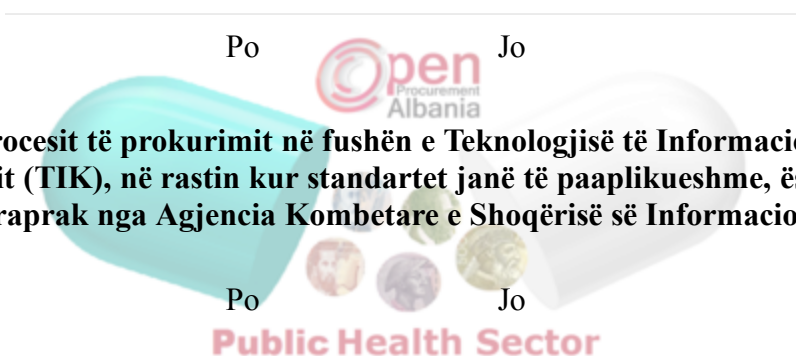 Po Jo
Open
Procurement
Albania
rocesit të prokurimit në fushën e Teknologjisë të Informacio
it (TIK), në rastin kur standartet janë të paaplikueshme, ës
raprak nga Agjencia Kombetare e Shoqërisë së Informacio
Po Jo
Public Health Sector